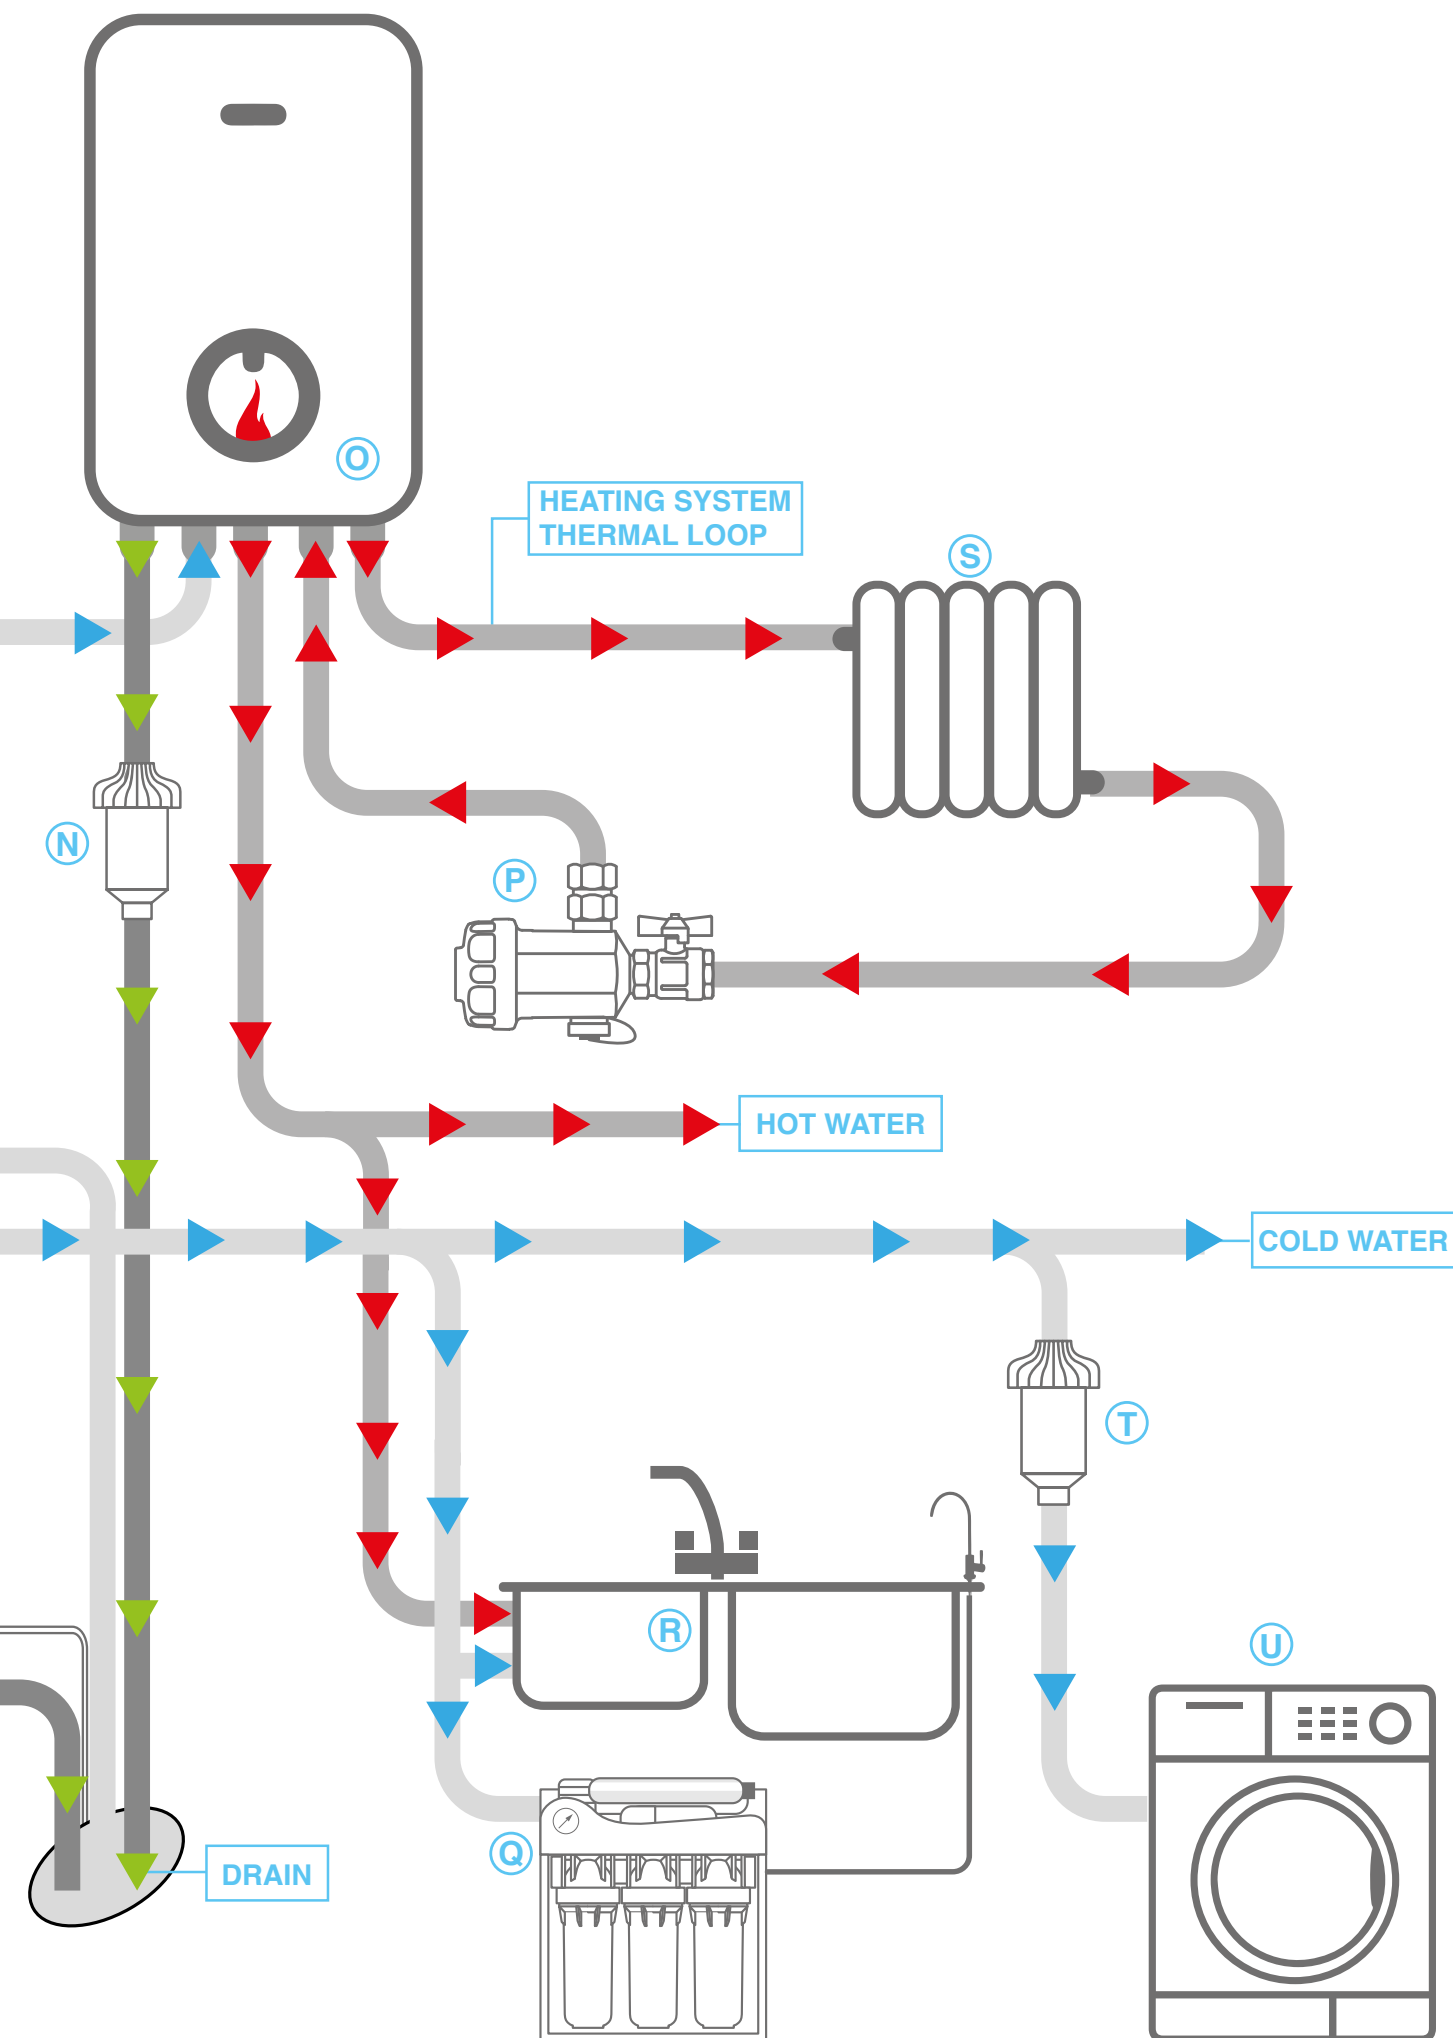 O
HEATING SYSTEM
THERMAL LOOP
S
N
P
HOT WATER
COLD WATER
T
R
U
Q
DRAIN